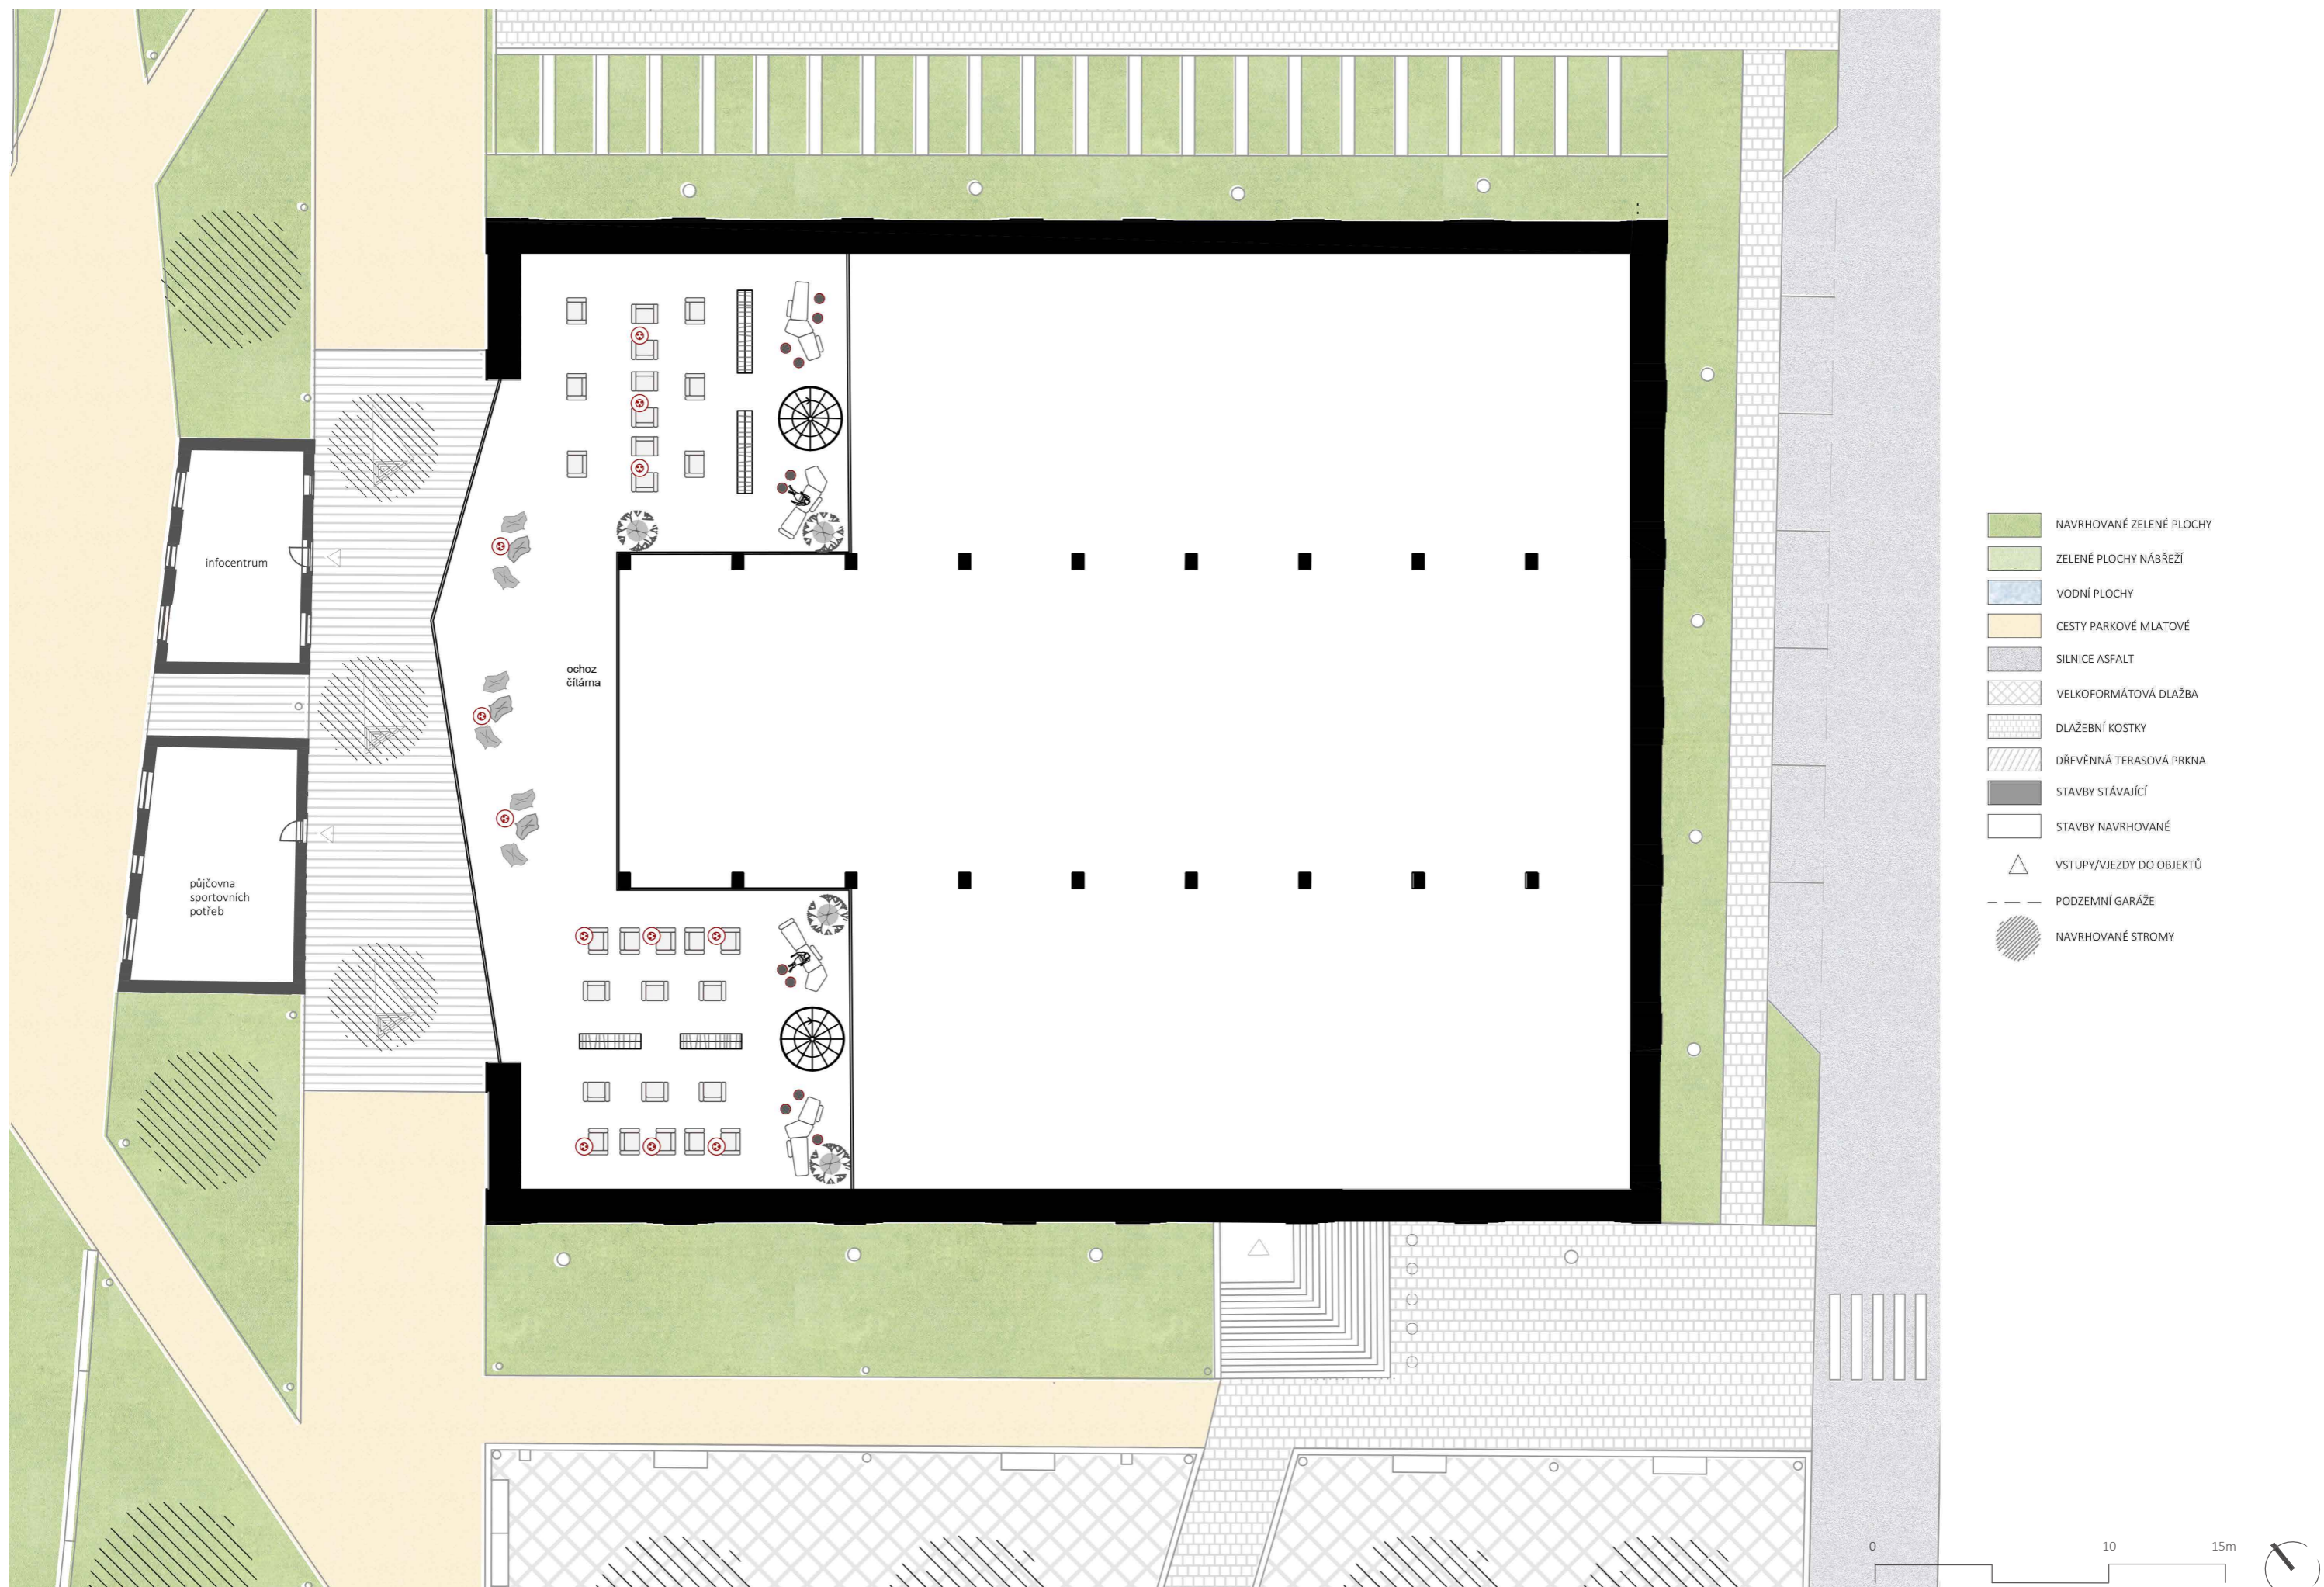 infocentrum
ochoz
čítárna
půjčovna
sportovních
potřeb
NAVRHOVANÉ ZELENÉ PLOCHY
ZELENÉ PLOCHY NÁBŘEŽÍ
VODNÍ PLOCHY
CESTY PARKOVÉ MLATOVÉ
SILNICE ASFALT
VELKOFORMÁTOVÁ DLAŽBA
DLAŽEBNÍ KOSTKY
DŘEVĚNNÁ TERASOVÁ PRKNA
STAVBY STÁVAJÍCÍ
STAVBY NAVRHOVANÉ
VSTUPY/VJEZDY DO OBJEKTŮ
PODZEMNÍ GARÁŽE
NAVRHOVANÉ STROMY
0 10 15m